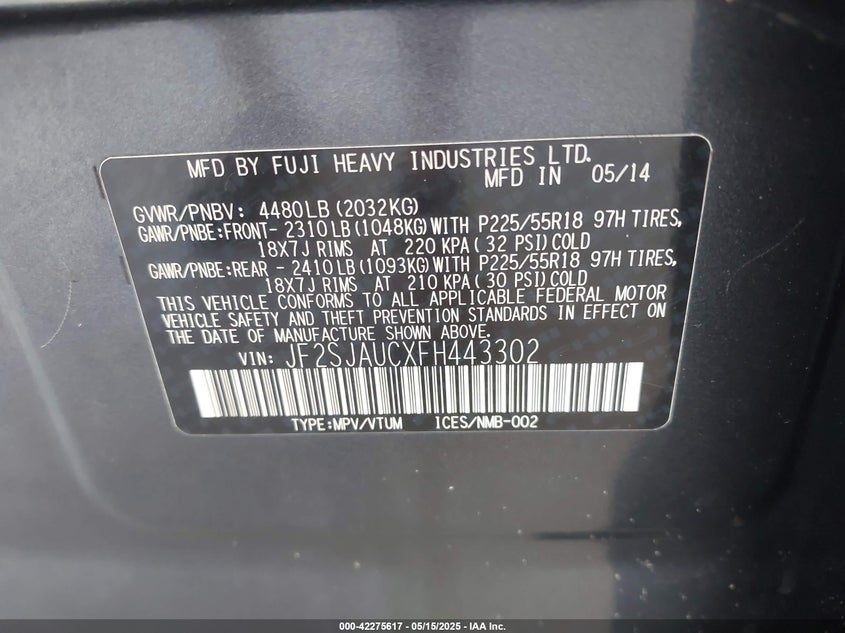 MFD BY FUJI HEAVY INDUSTRIES LTD.
MFD IN 05/14
GVWR/PNBV: 4480LB (2032KG)
GAWR/PNBE:FRONT- 2310 LB (1048KG) WITH P225/55R18 97H TIRES,
18X7J RIMS AT 220 KPA ( 32 PSI) COLD
GAWR/PNBE:REAR - 2410 LB (1093KG) WITH P225/55R18 97H TIRES,
18X7J RIMS AT 210 KPA ( 30 PSI) COLD
THIS VEHICLE CONFORMS TO ALL APPLICABLE FEDERAL MOTOR
VEHICLE SAFETY AND THEFT PREVENTION STANDARDS IN EFFECT ON
THE DATE OF MANUFACTURE SHOWN ABOVE.
VIN: JF2SJAUCXFH443302
TYPE:MPV/VTUM ICES/NMB-002
000-42275617 - 05/15/2025 - IAA Inc.